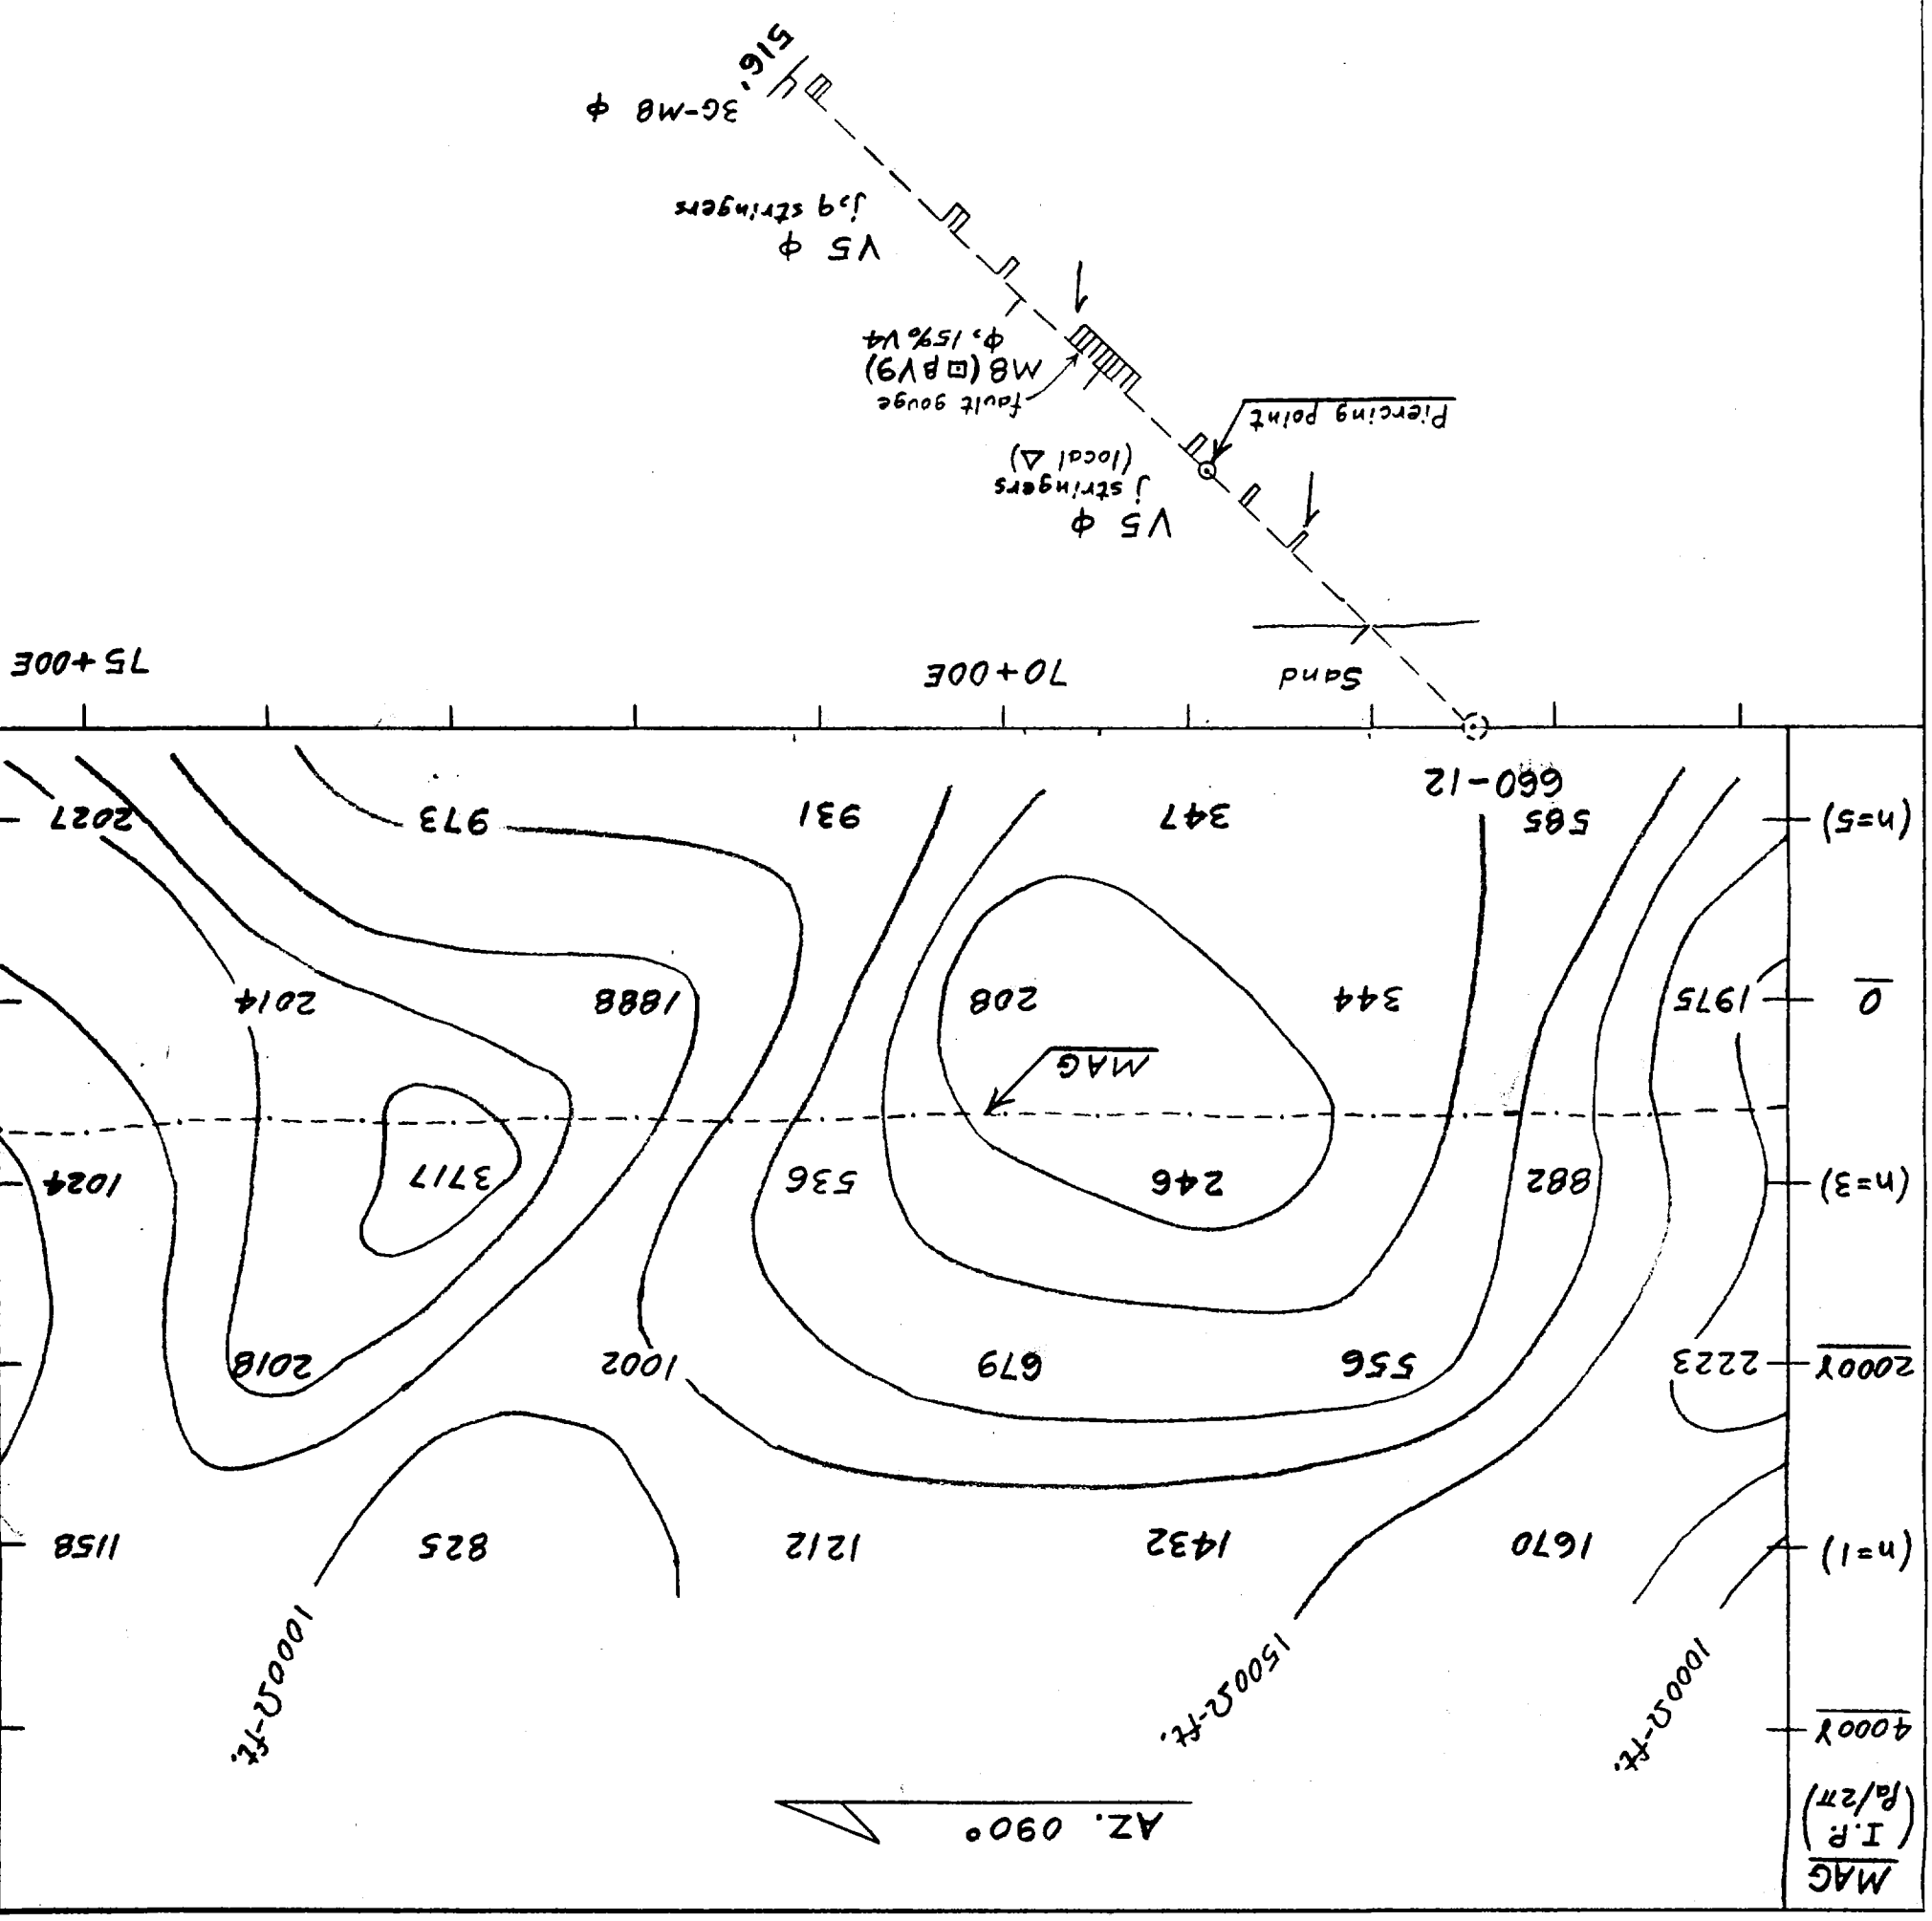 MAG
( I.P. )
(ρa/2π)
AZ. 090°
4000γ
1000Ω-ft.
1500Ω-ft.
1000Ω-ft.
(n=1)
1670
1432
1212
825
1158
2000γ
2223
556
679
1002
2018
(n=3)
882
246
536
3717
1024
MAG
0
1975
344
208
1888
2014
(n=5)
585
347
931
973
2027
660-12
Sand
70+00E
75+00E
V5 ϕ
j stringers
(local △)
Piercing point
fault gouge
M8 (⊡βV9)
ϕ, 15% V4
V5 ϕ
j,q stringers
3G-M8 ϕ
516'